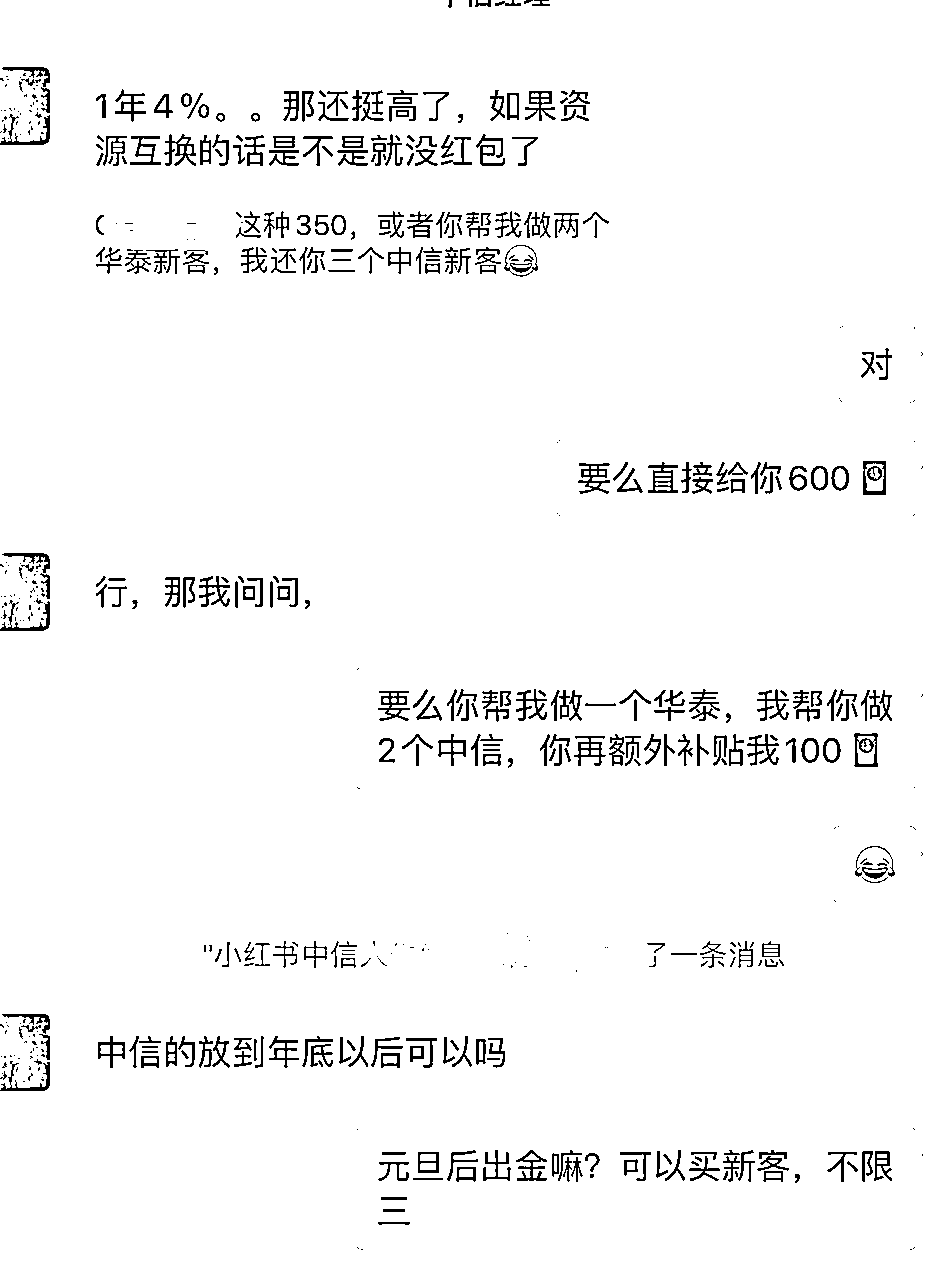 1年4%。。那还挺高了，如果资
源互换的话是不是就没红包了
这种350，或者你帮我做两个
华泰新客，我还你三个中信新客😂
对
要么直接给你600
行，那我问问，
要么你帮我做一个华泰，我帮你做
2个中信，你再额外补贴我100
😂
"小红书中信 了一条消息
中信的放到年底以后可以吗
元旦后出金嘛？可以买新客，不限
三